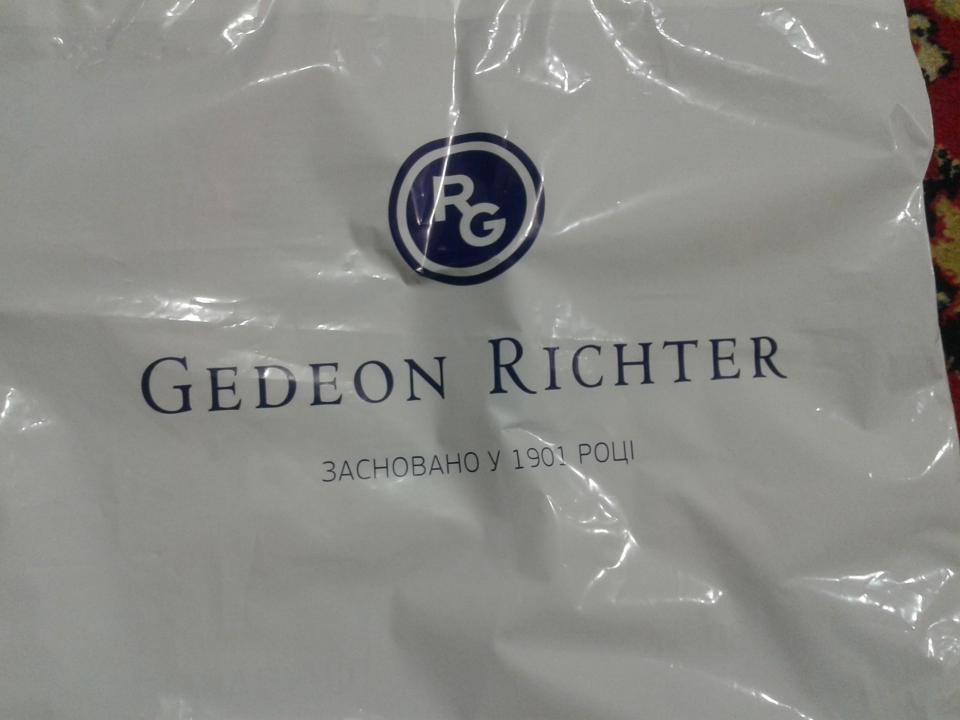 RG
GEDEON RICHTER
ЗАСНОВАНО У 1901 РОЦІ